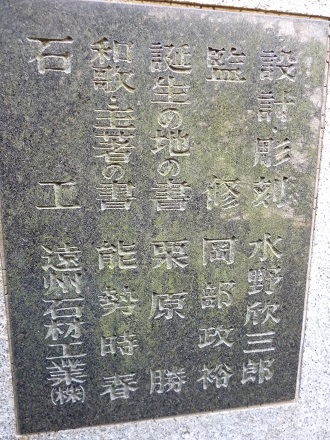 設計・彫刻 水野欣三郎
監修 岡部政裕
誕生の地の書 栗原勝
和歌・主著の書 能勢時春
石工 遠州石材工業(株)